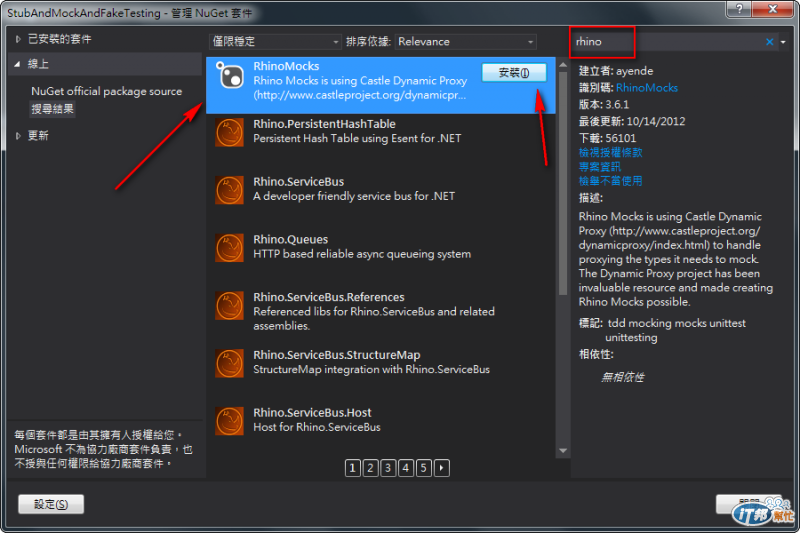 StubAndMockAndFakeTesting - 管理 NuGet 套件
已安裝的套件
線上
NuGet official package source
搜尋結果
更新
每個套件都是由其擁有人授權給您。
Microsoft 不為協力廠商套件負責，也
不授與任何權限給協力廠商套件。
設定(S)
僅限穩定
排序依據: Relevance
RhinoMocks
Rhino Mocks is using Castle Dynamic Proxy
(http://www.castleproject.org/dynamicpr...
安裝(I)
Rhino.PersistentHashTable
Persistent Hash Table using Esent for .NET
Rhino.ServiceBus
A developer friendly service bus for .NET
Rhino.Queues
HTTP based reliable async queueing system
Rhino.ServiceBus.References
Referenced libs for Rhino.ServiceBus and related
assemblies.
Rhino.ServiceBus.StructureMap
StructureMap integration with Rhino.ServiceBus
Rhino.ServiceBus.Host
Host for Rhino.ServiceBus
1 2 3 4 5
rhino
建立者: ayende
識別碼: RhinoMocks
版本: 3.6.1
最後更新: 10/14/2012
下載: 56101
檢視授權條款
專案資訊
檢舉不當使用
描述:
Rhino Mocks is using Castle Dynamic
Proxy (http://www.castleproject.org/
dynamicproxy/index.html) to handle
proxying the types it needs to mock.
The Dynamic Proxy project has been
invaluable resource and made creating
Rhino Mocks possible.
標記: tdd mocking mocks unittest
unittesting
相依性:
無相依性
iT邦幫忙